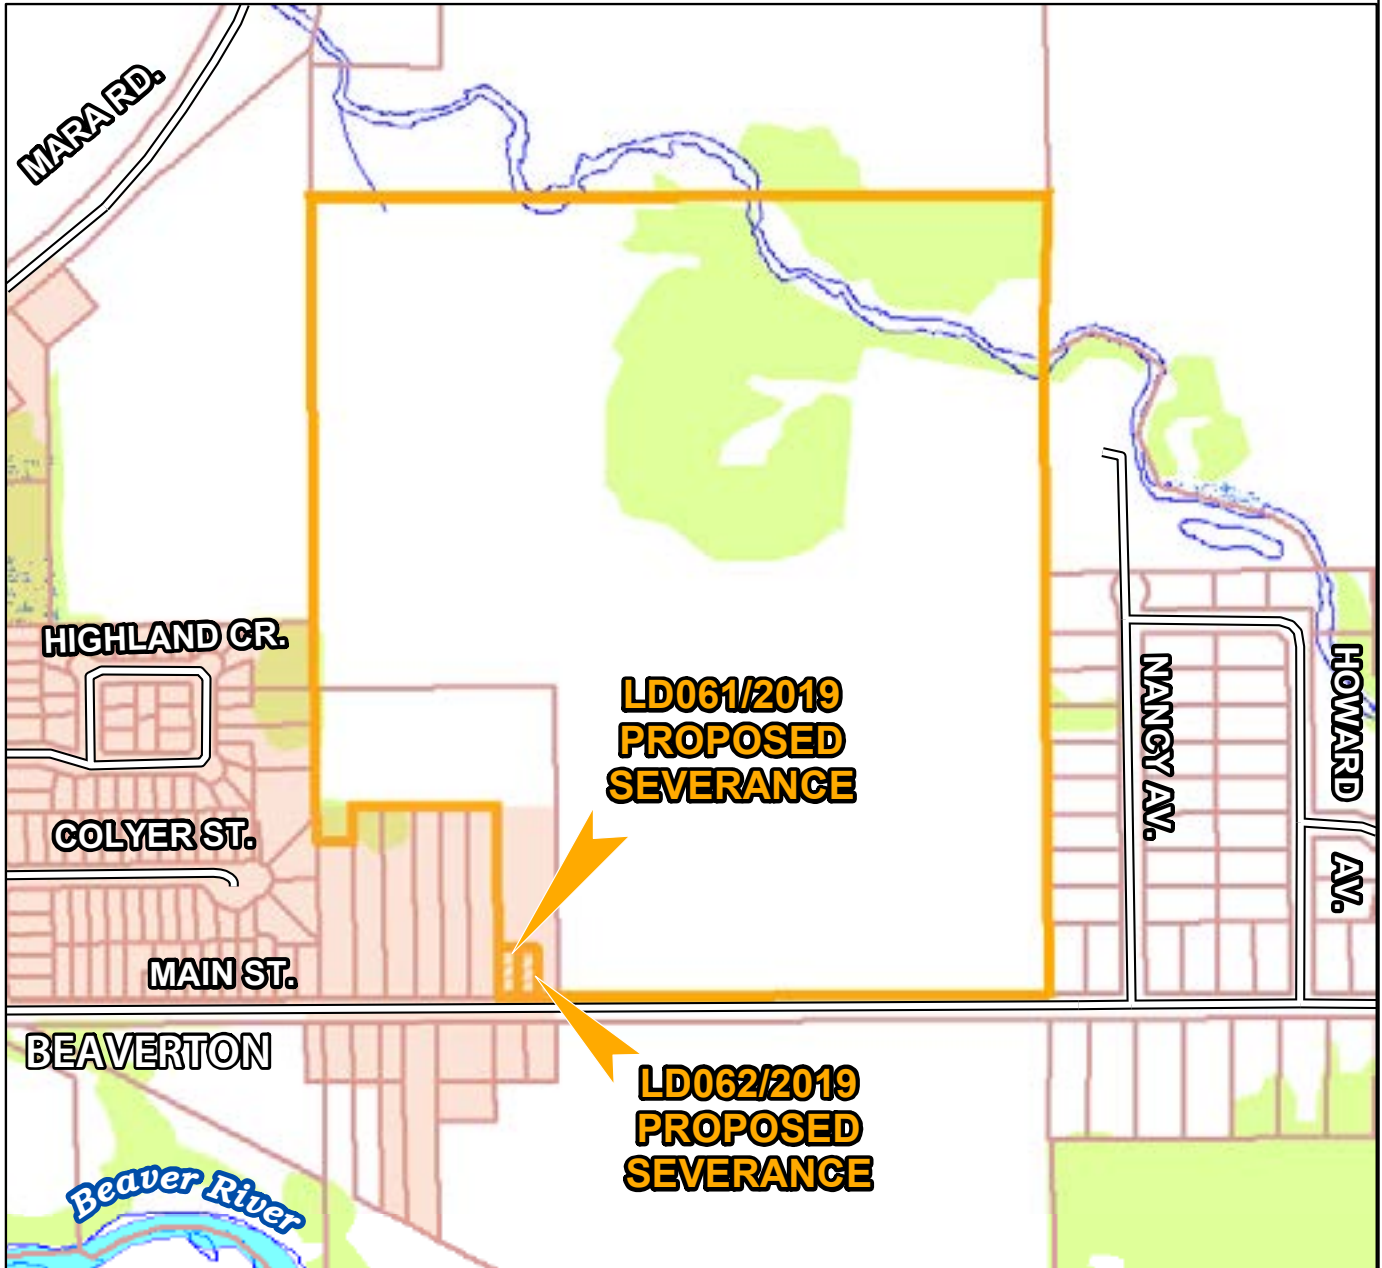 MARA RD.
HIGHLAND CR.
LD061/2019
PROPOSED
SEVERANCE
NANCY AV.
HOWARD
AV.
COLYER ST.
MAIN ST.
BEAVERTON
LD062/2019
PROPOSED
SEVERANCE
Beaver River